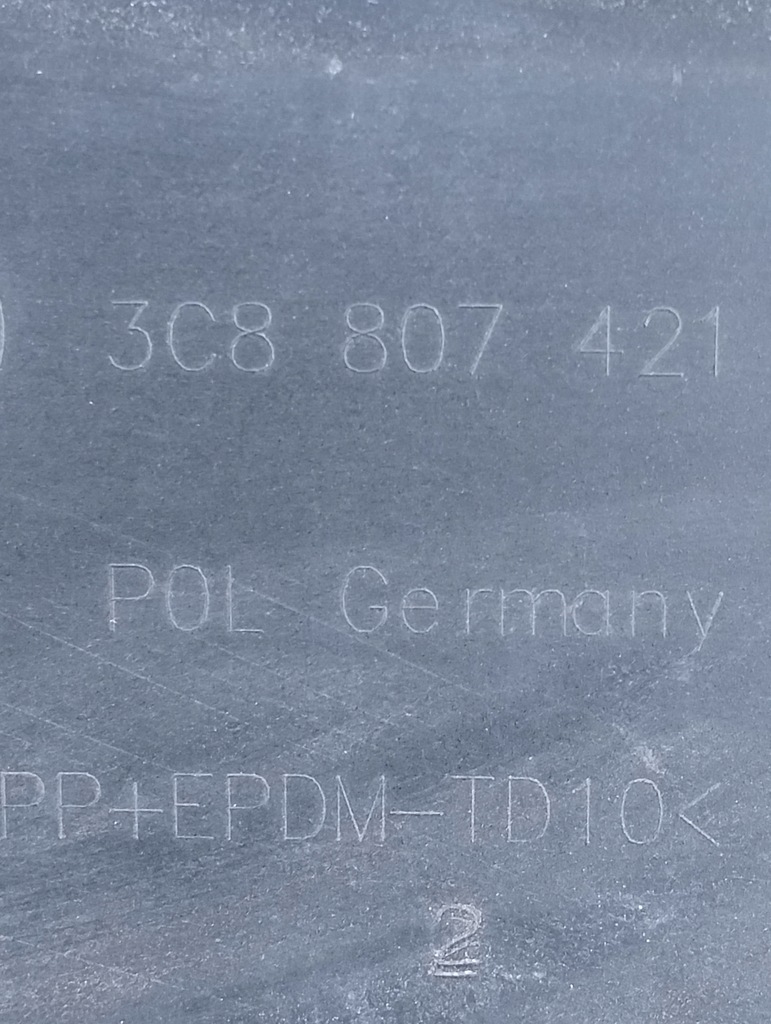 3C8 807 421
POL Germany
PP+EPDM-TD10<
2